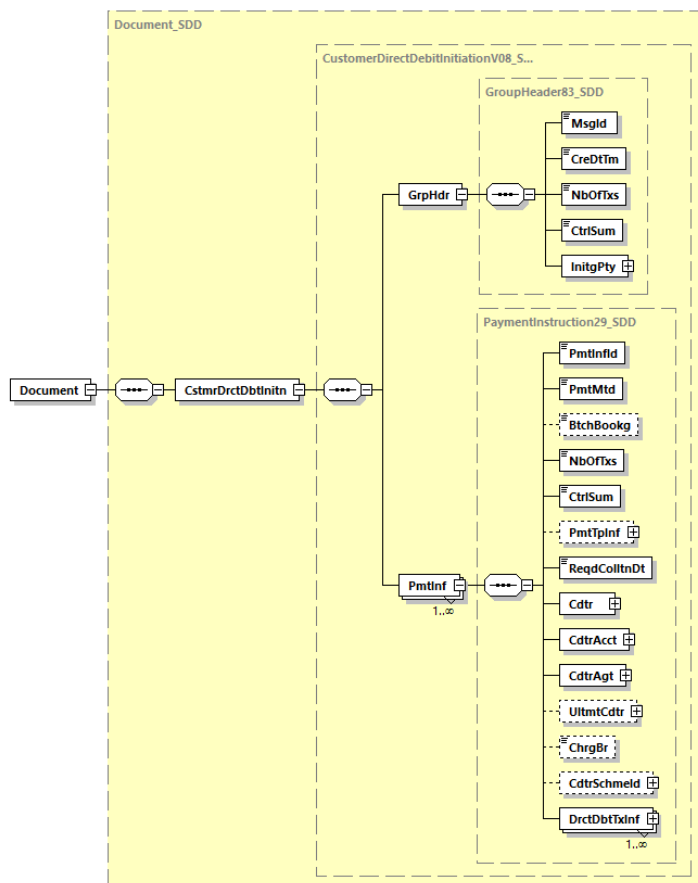 Document_SDD
CustomerDirectDebitInitiationV08_S...
GroupHeader83_SDD
MsgId
CreDtTm
GrpHdr
NbOfTxs
CtrlSum
InitgPty
PaymentInstruction29_SDD
PmtInfId
Document
CstmrDrctDbtInitn
PmtMtd
BtchBookg
NbOfTxs
CtrlSum
PmtTpInf
ReqdColltnDt
PmtInf
1..∞
Cdtr
CdtrAcct
CdtrAgt
UltmtCdtr
ChrgBr
CdtrSchmeId
DrctDbtTxInf
1..∞